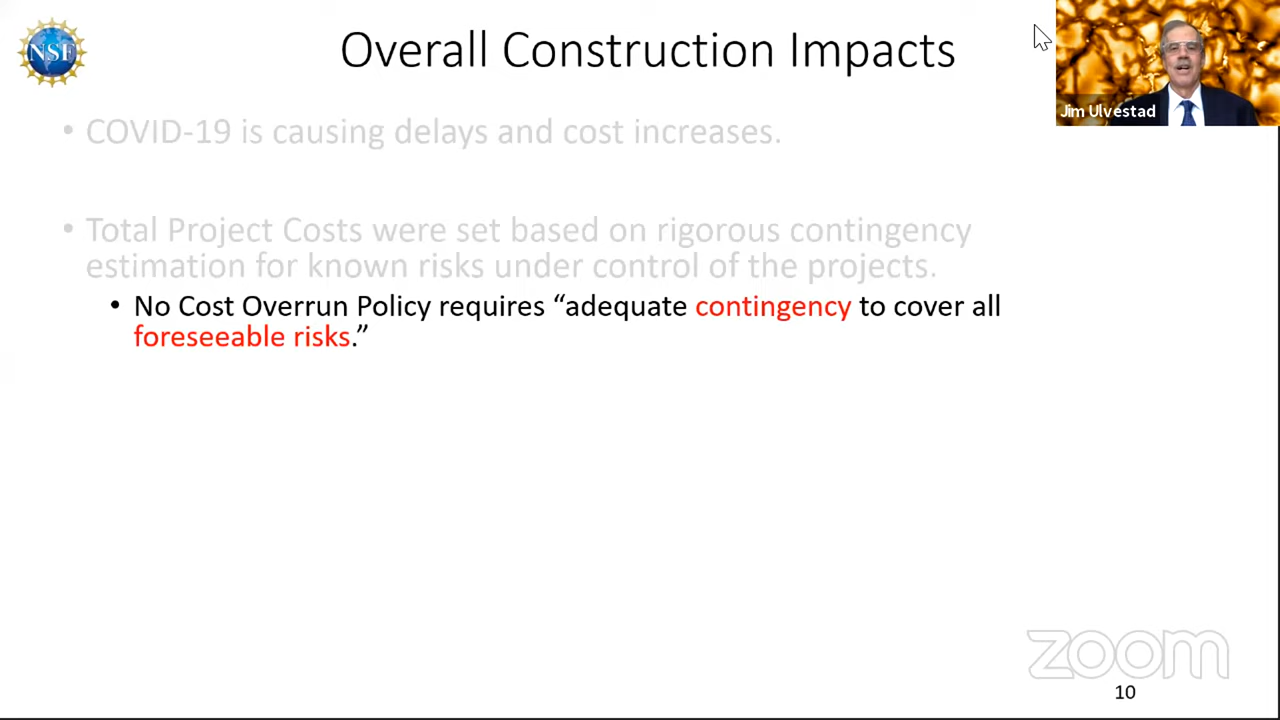 NSF
Overall Construction Impacts
Jim Ulvestad
• COVID-19 is causing delays and cost increases.
• Total Project Costs were set based on rigorous contingency
estimation for known risks under control of the projects.
• No Cost Overrun Policy requires “adequate contingency to cover all
foreseeable risks.”
zoom
10